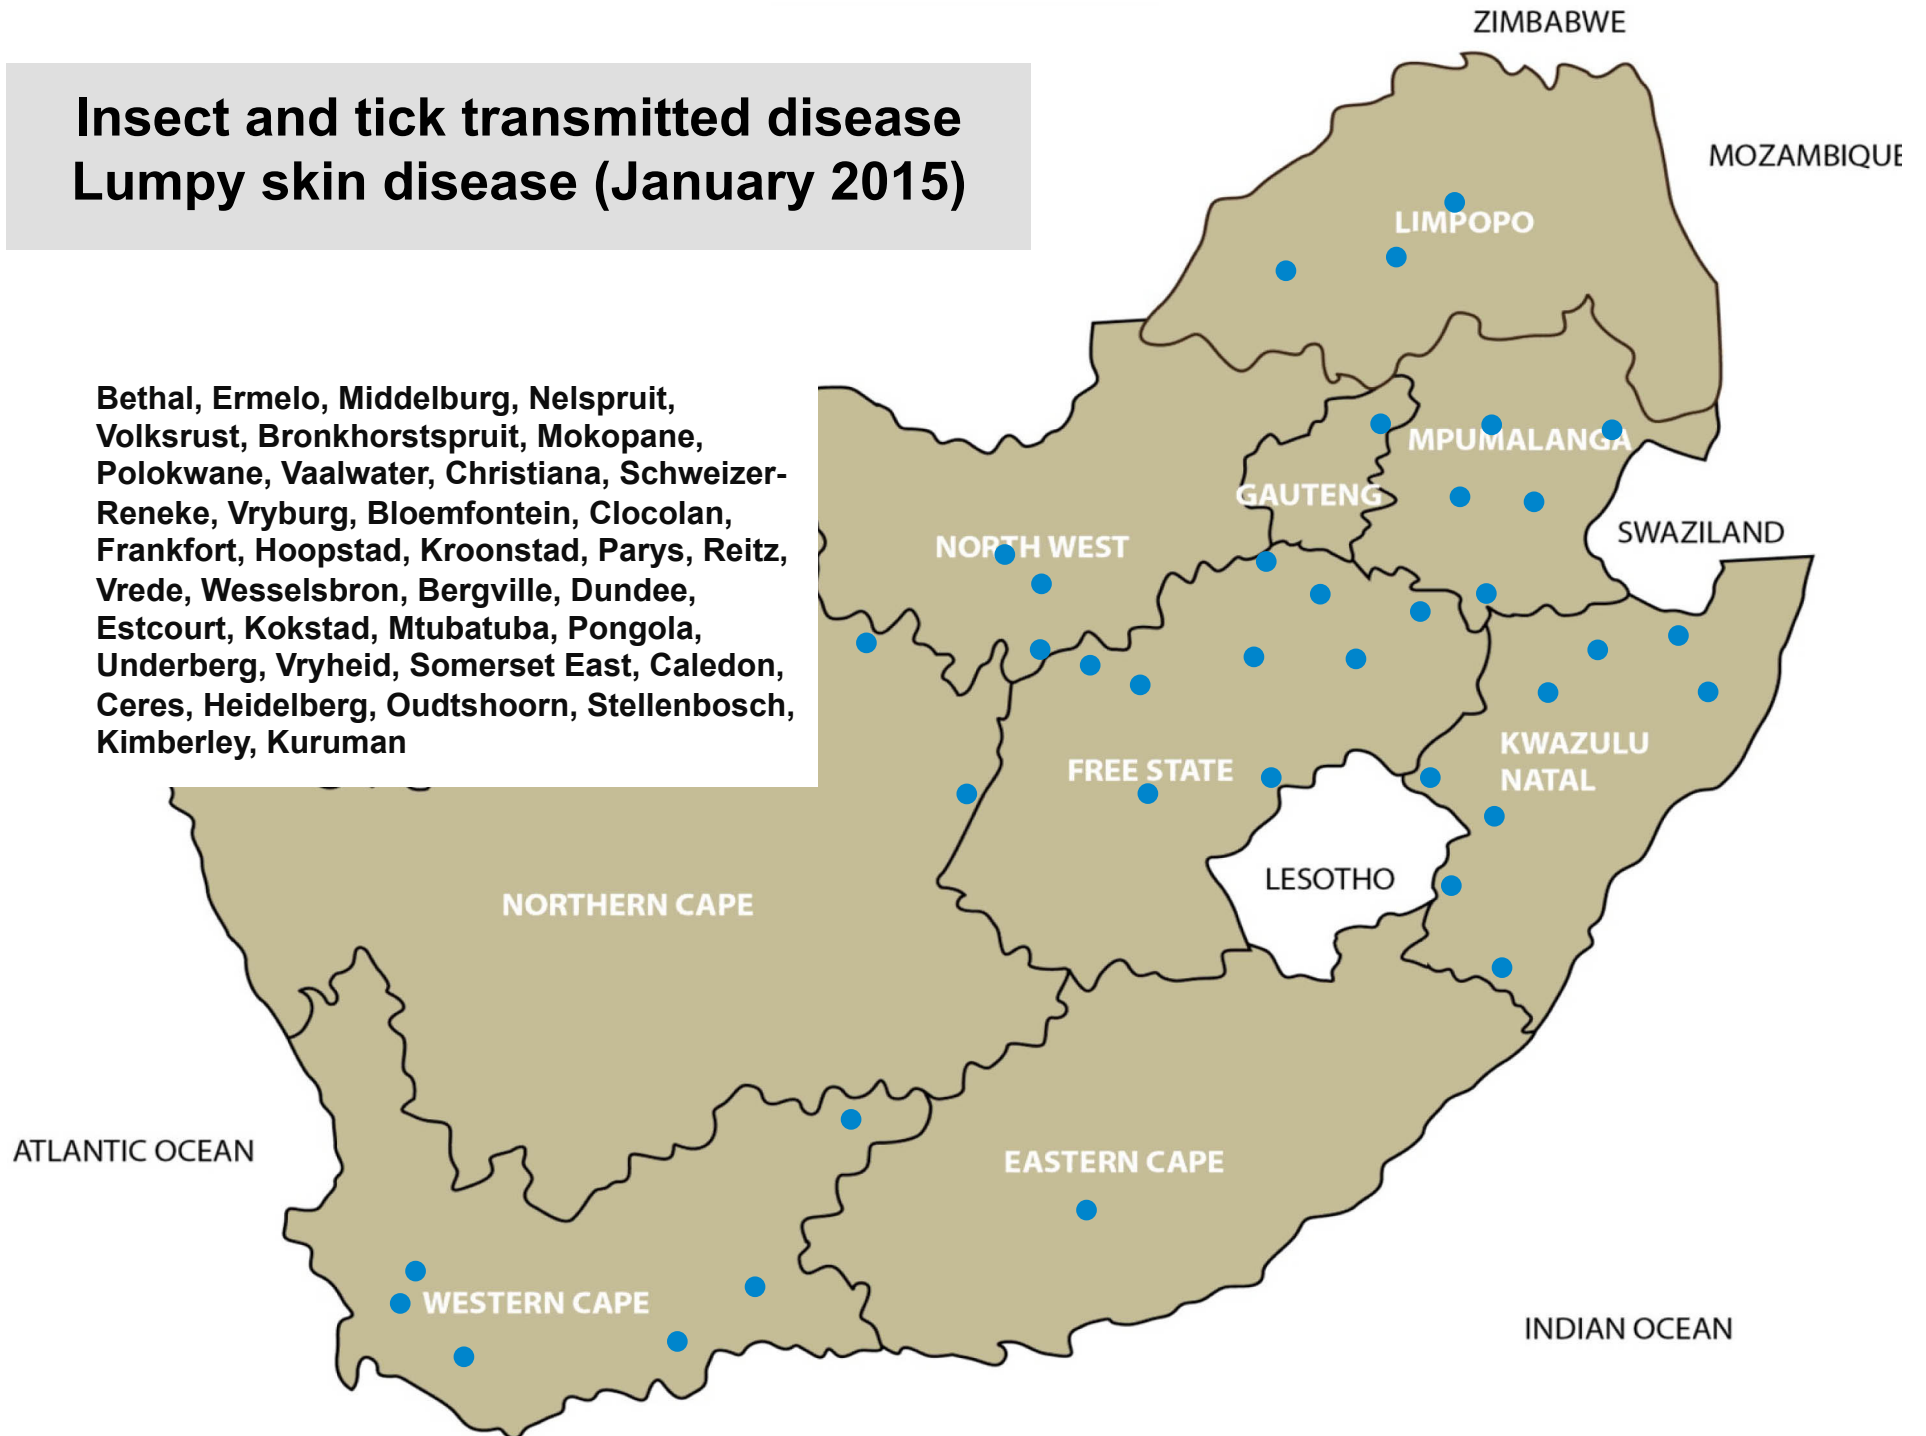 ZIMBABWE
Insect and tick transmitted disease
Lumpy skin disease (January 2015)
MOZAMBIQUE
LIMPOPO
Bethal, Ermelo, Middelburg, Nelspruit,
Volksrust, Bronkhorstspruit, Mokopane,
Polokwane, Vaalwater, Christiana, Schweizer-
Reneke, Vryburg, Bloemfontein, Clocolan,
Frankfort, Hoopstad, Kroonstad, Parys, Reitz,
Vrede, Wesselsbron, Bergville, Dundee,
Estcourt, Kokstad, Mtubatuba, Pongola,
Underberg, Vryheid, Somerset East, Caledon,
Ceres, Heidelberg, Oudtshoorn, Stellenbosch,
Kimberley, Kuruman
MPUMALANGA
GAUTENG
SWAZILAND
NORTH WEST
KWAZULU
NATAL
FREE STATE
LESOTHO
NORTHERN CAPE
ATLANTIC OCEAN
EASTERN CAPE
WESTERN CAPE
INDIAN OCEAN